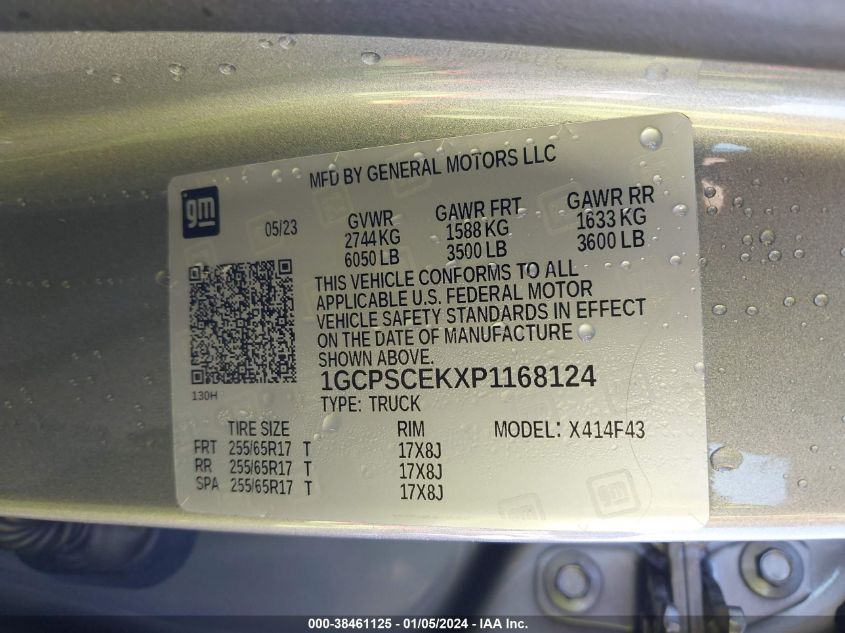 MFD BY GENERAL MOTORS LLC
gm
05/23
GVWR GAWR FRT GAWR RR
2744 KG 1588 KG 1633 KG
6050 LB 3500 LB 3600 LB
THIS VEHICLE CONFORMS TO ALL
APPLICABLE U.S. FEDERAL MOTOR
VEHICLE SAFETY STANDARDS IN EFFECT
ON THE DATE OF MANUFACTURE
SHOWN ABOVE.
1GCPSCEKXP1168124
130H
TYPE: TRUCK
TIRE SIZE RIM MODEL: X414F43
FRT 255/65R17 T 17X8J
RR 255/65R17 T 17X8J
SPA 255/65R17 T 17X8J
000-38461125 - 01/05/2024 - IAA Inc.